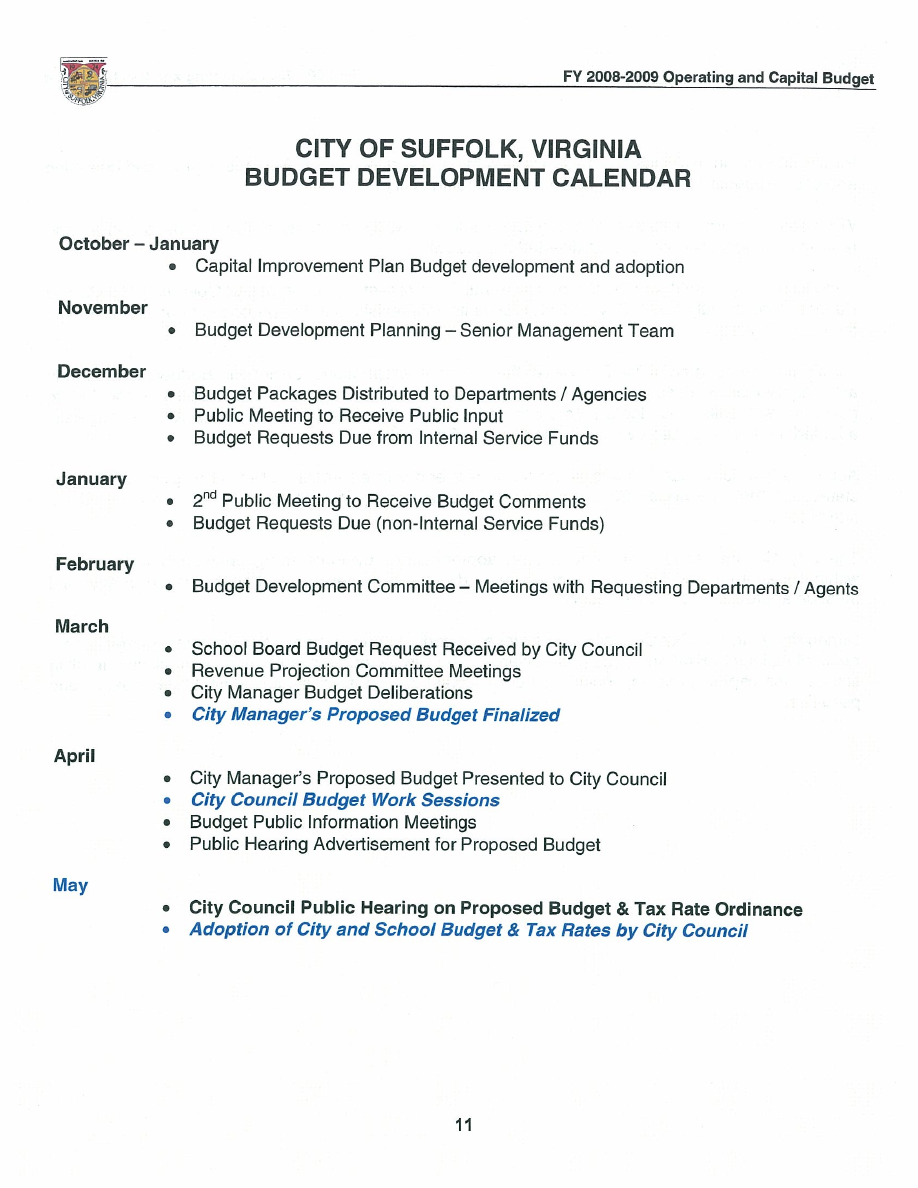 CITY OF SUFFOLK, VIRGINIA
FY 2008-2009 Operating and Capital Budget
CITY OF SUFFOLK, VIRGINIA
BUDGET DEVELOPMENT CALENDAR
October – January
• Capital Improvement Plan Budget development and adoption
November
• Budget Development Planning – Senior Management Team
December
• Budget Packages Distributed to Departments / Agencies
• Public Meeting to Receive Public Input
• Budget Requests Due from Internal Service Funds
January
• 2nd Public Meeting to Receive Budget Comments
• Budget Requests Due (non-Internal Service Funds)
February
• Budget Development Committee – Meetings with Requesting Departments / Agents
March
• School Board Budget Request Received by City Council
• Revenue Projection Committee Meetings
• City Manager Budget Deliberations
• City Manager's Proposed Budget Finalized
April
• City Manager's Proposed Budget Presented to City Council
• City Council Budget Work Sessions
• Budget Public Information Meetings
• Public Hearing Advertisement for Proposed Budget
May
• City Council Public Hearing on Proposed Budget & Tax Rate Ordinance
• Adoption of City and School Budget & Tax Rates by City Council
11